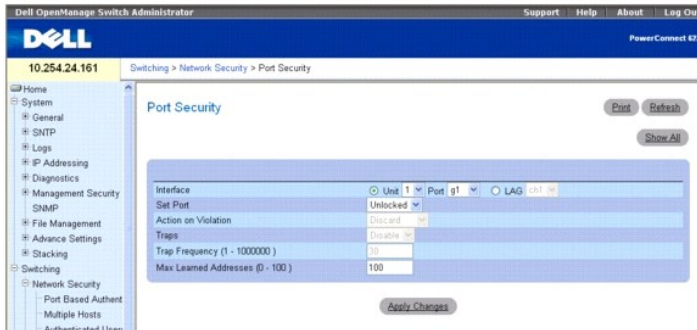 Dell OpenManage Switch Administrator
Support Help About Log Ou
DELL
PowerConnect 62
10.254.24.161
Switching > Network Security > Port Security
Home
System
General
SNTP
Logs
IP Addressing
Diagnostics
Management Security
SNMP
File Management
Advance Settings
Stacking
Switching
Network Security
Port Based Authent
Multiple Hosts
Authenticated User
Port Security
Print Refresh
Show All
Interface Unit 1 Port g1 LAG ch1
Set Port Unlocked
Action on Violation Discard
Traps Disable
Trap Frequency (1 - 1000000 ) 30
Max Learned Addresses (0 - 100 ) 100
Apply Changes